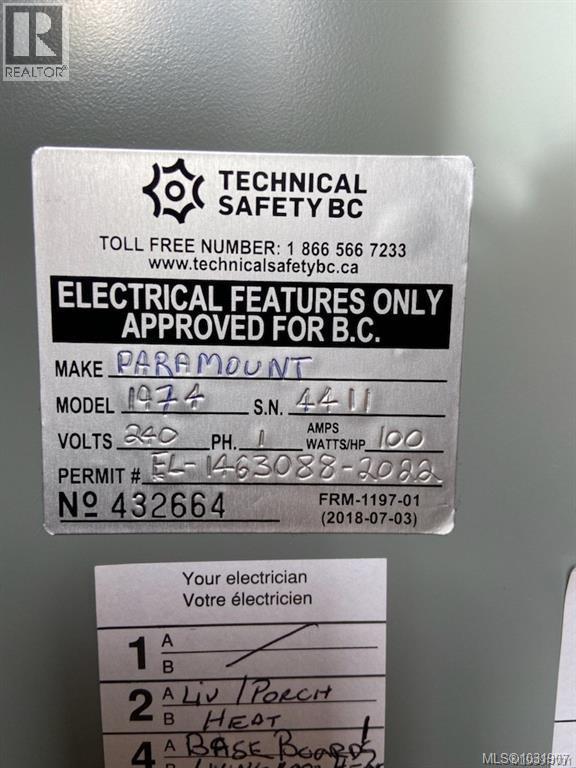 REALTOR®
TECHNICAL
SAFETY BC
TOLL FREE NUMBER: 1 866 566 7233
www.technicalsafetybc.ca
ELECTRICAL FEATURES ONLY
APPROVED FOR B.C.
MAKE PARAMOUNT
MODEL 1974 S.N. 4411
VOLTS 240 PH. 1 AMPS WATTS/HP 100
PERMIT # EL-1463088-2022
Nº 432664 FRM-1197-01
(2018-07-03)
Your electrician
Votre électricien
1 A
B
2 A LIV / PORCH
B HEAT
4 A BASE BOARDS
MLS®1031907